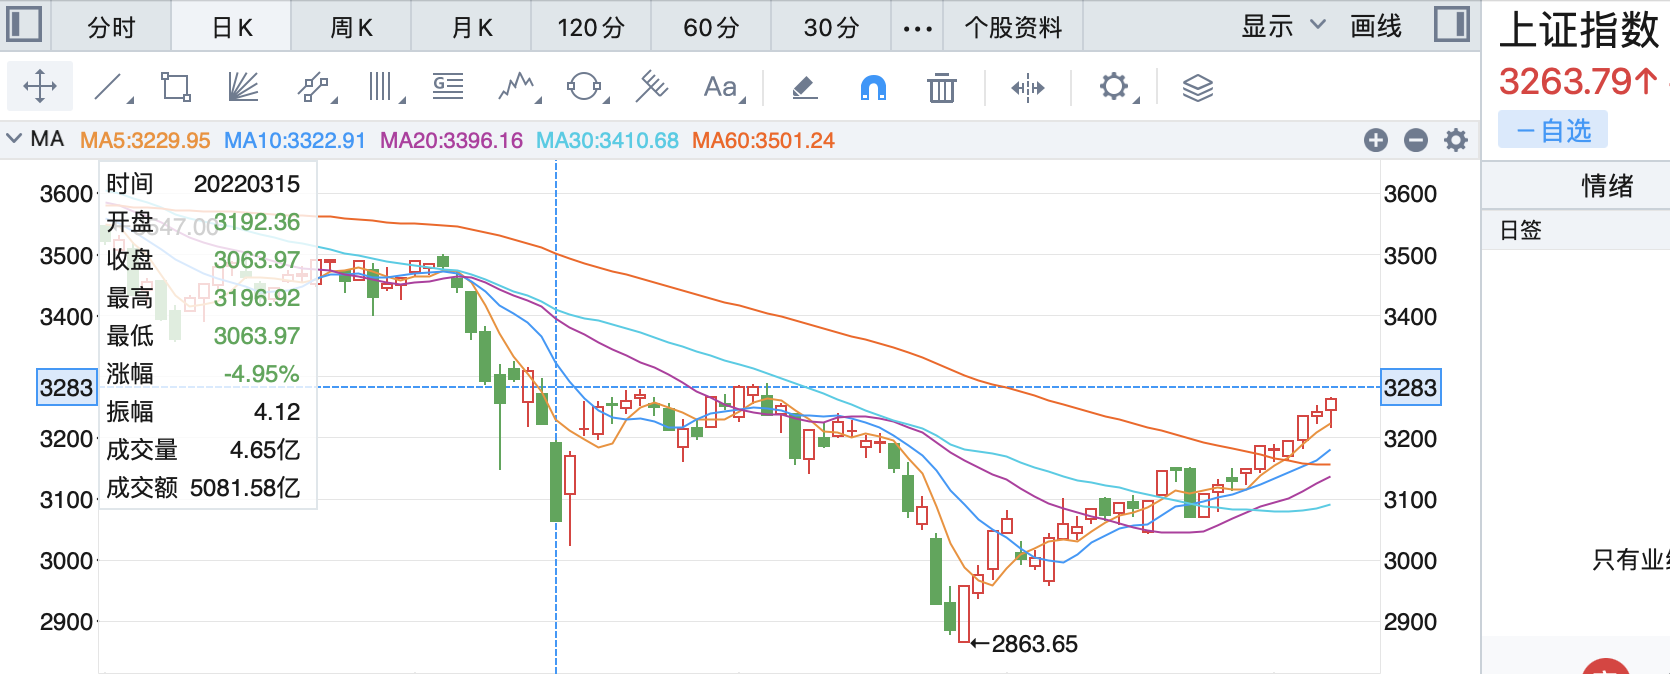 分时 日K 周K 月K 120分 60分 30分 ... 个股资料 显示 画线
G Aa
MA MA5:3229.95 MA10:3322.91 MA20:3396.16 MA30:3410.68 MA60:3501.24
上证指数
3263.79↑
－自选
情绪
日签
只有业
时间 20220315
开盘 3192.36
收盘 3063.97
最高 3196.92
最低 3063.97
涨幅 -4.95%
振幅 4.12
成交量 4.65亿
成交额 5081.58亿
3600 3600
3500 3500
3400 3400
3283 3283
3200 3200
3100 3100
3000 3000
2900 2900
←2863.65